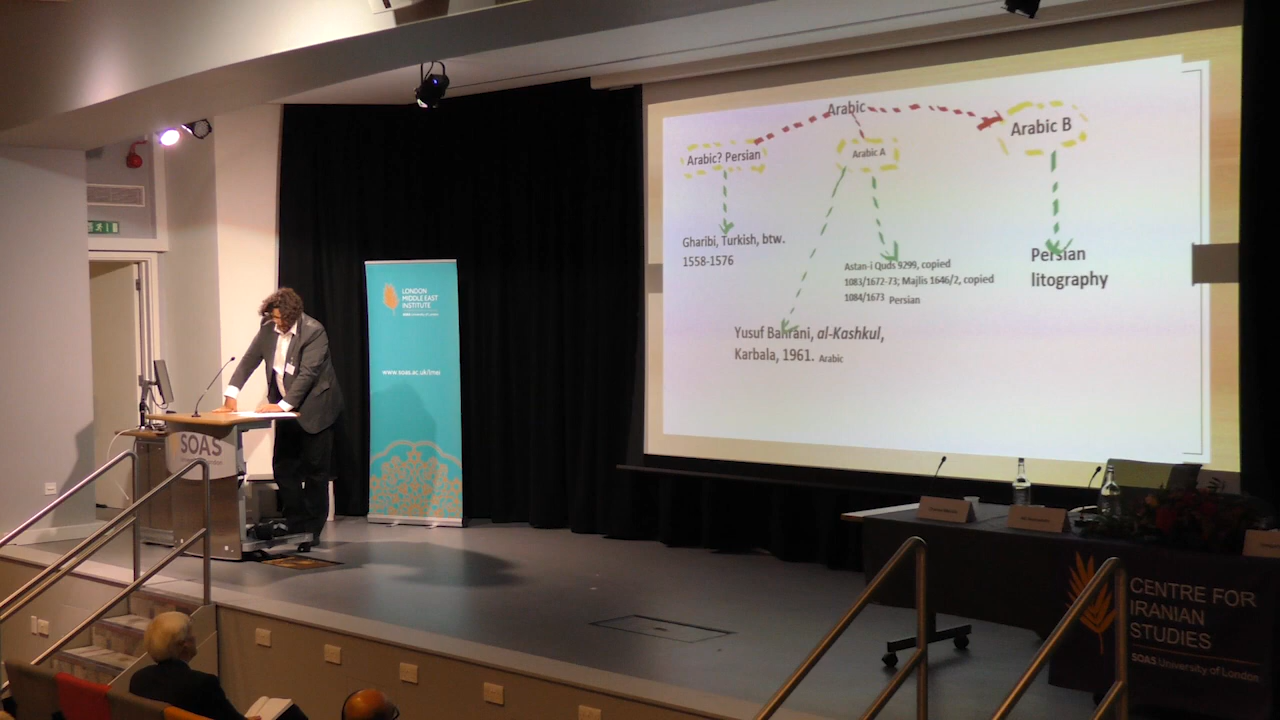 Arabic
Arabic? Persian
Arabic A
Arabic B
Gharibi, Turkish, btw.
1558-1576
Astan-i Quds 9299, copied
1083/1672-73; Majlis 1646/2, copied
1084/1673 Persian
Persian
litography
Yusuf Bahrani, al-Kashkul,
Karbala, 1961. Arabic
LONDON
MIDDLE EAST
INSTITUTE
www.soas.ac.uk/lmei
SOAS
CENTRE FOR
IRANIAN
STUDIES
SOAS University of London